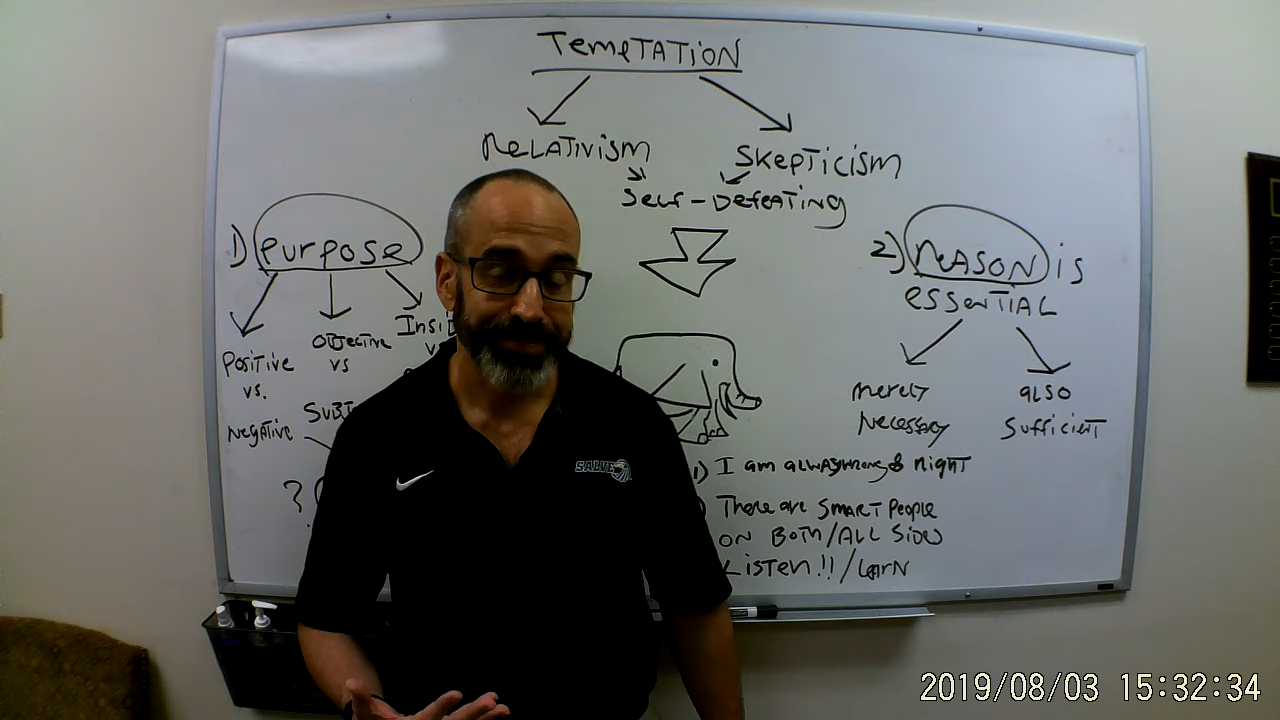 TEMPTATION
RELATIVISM
SKEPTICISM
SELF-DEFEATING
1) PURPOSE
2) REASON is
ESSENTIAL
POSITIVE
vs.
NEGATIVE
OBJECTIVE
VS
SUBJ
INSID
merely
Necessary
also
Sufficient
1) I am always wrong & right
There are SMART PEOPLE
ON BOTH/ALL SIDES
LISTEN!!/LEARN
?
SALVE
2019/08/03 15:32:34